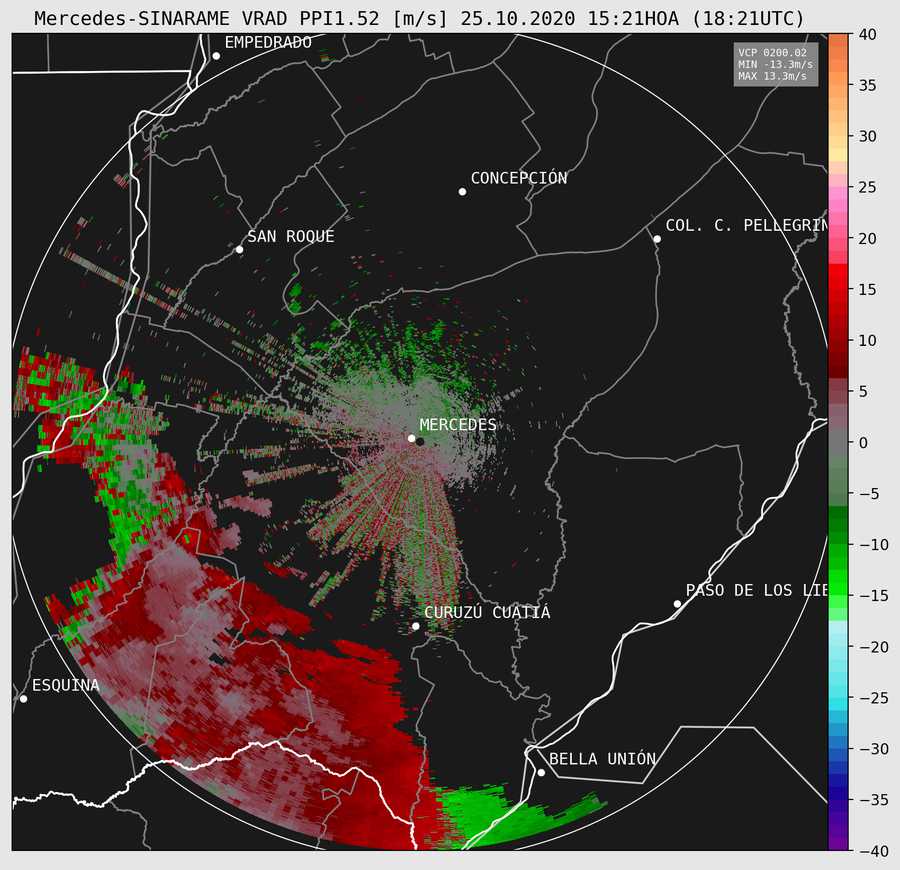 Mercedes-SINARAME VRAD PPI1.52 [m/s] 25.10.2020 15:21HOA (18:21UTC)
EMPEDRADO
VCP 0200.02
MIN -13.3m/s
MAX 13.3m/s
CONCEPCIÓN
SAN ROQUE
COL. C. PELLEGRIN
MERCEDES
PASO DE LOS LIE
CURUZÚ CUATIÁ
ESQUINA
BELLA UNIÓN
40
35
30
25
20
15
10
5
0
−5
−10
−15
−20
−25
−30
−35
−40